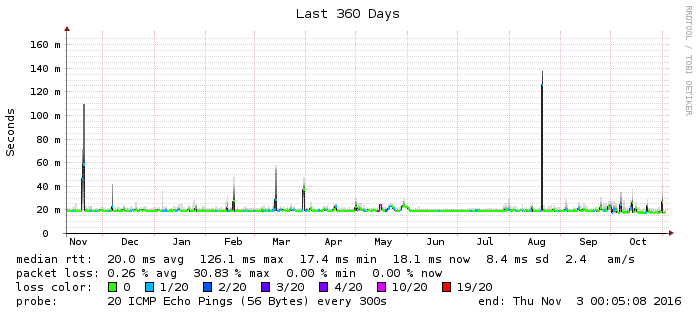 Last 360 Days
RRDTOOL / TOBI OETIKER
Seconds
160 m
140 m
120 m
100 m
80 m
60 m
40 m
20 m
0
Nov Dec Jan Feb Mar Apr May Jun Jul Aug Sep Oct
median rtt: 20.0 ms avg 126.1 ms max 17.4 ms min 18.1 ms now 8.4 ms sd 2.4 am/s
packet loss: 0.26 % avg 30.83 % max 0.00 % min 0.00 % now
loss color: 0 1/20 2/20 3/20 4/20 10/20 19/20
probe: 20 ICMP Echo Pings (56 Bytes) every 300s end: Thu Nov 3 00:05:08 2016